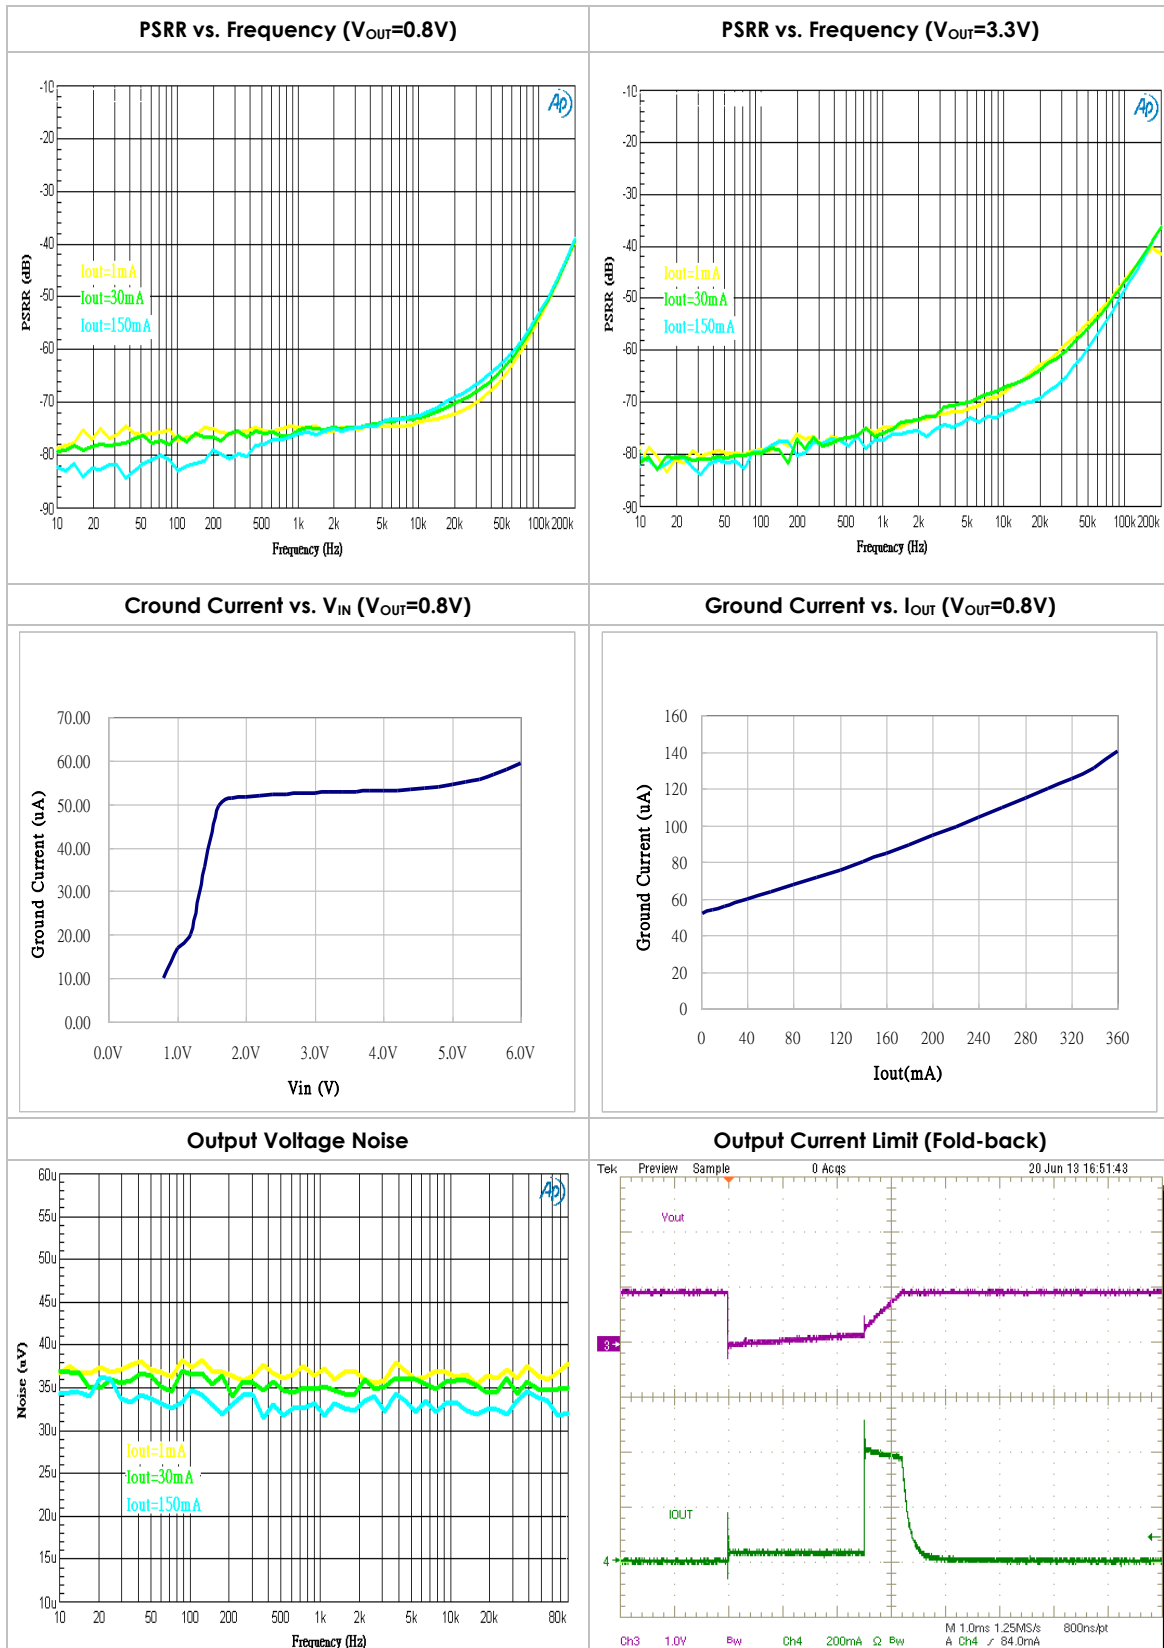 PSRR vs. Frequency (VOUT=0.8V)
PSRR vs. Frequency (VOUT=3.3V)
-10
-20
-30
-40
-50
-60
-70
-80
-90
PSRR (dB)
Ap
Iout=1mA
Iout=30mA
Iout=150mA
10 20 50 100 200 500 1k 2k 5k 10k 20k 50k 100k 200k
Frequency (Hz)
-10
-20
-30
-40
-50
-60
-70
-80
-90
PSRR (dB)
Ap
Iout=1mA
Iout=30mA
Iout=150mA
10 20 50 100 200 500 1k 2k 5k 10k 20k 50k 100k 200k
Frequency (Hz)
Cround Current vs. VIN (VOUT=0.8V)
Ground Current vs. IOUT (VOUT=0.8V)
70.00
60.00
50.00
40.00
30.00
20.00
10.00
0.00
Ground Current (uA)
0.0V 1.0V 2.0V 3.0V 4.0V 5.0V 6.0V
Vin (V)
160
140
120
100
80
60
40
20
0
Ground Current (uA)
0 40 80 120 160 200 240 280 320 360
Iout(mA)
Output Voltage Noise
Output Current Limit (Fold-back)
60u
55u
50u
45u
40u
35u
30u
25u
20u
15u
10u
Noise (uV)
Ap
Iout=1mA
Iout=30mA
Iout=150mA
10 20 50 100 200 500 1k 2k 5k 10k 20k 80k
Frequency (Hz)
Tek Preview Sample 0 Acqs 20 Jun 13 16:51:43
Vout
3
IOUT
4
M 1.0ms 1.25MS/s 800ns/pt
Ch3 1.0V Bw Ch4 200mA Ω Bw A Ch4 ∕ 84.0mA